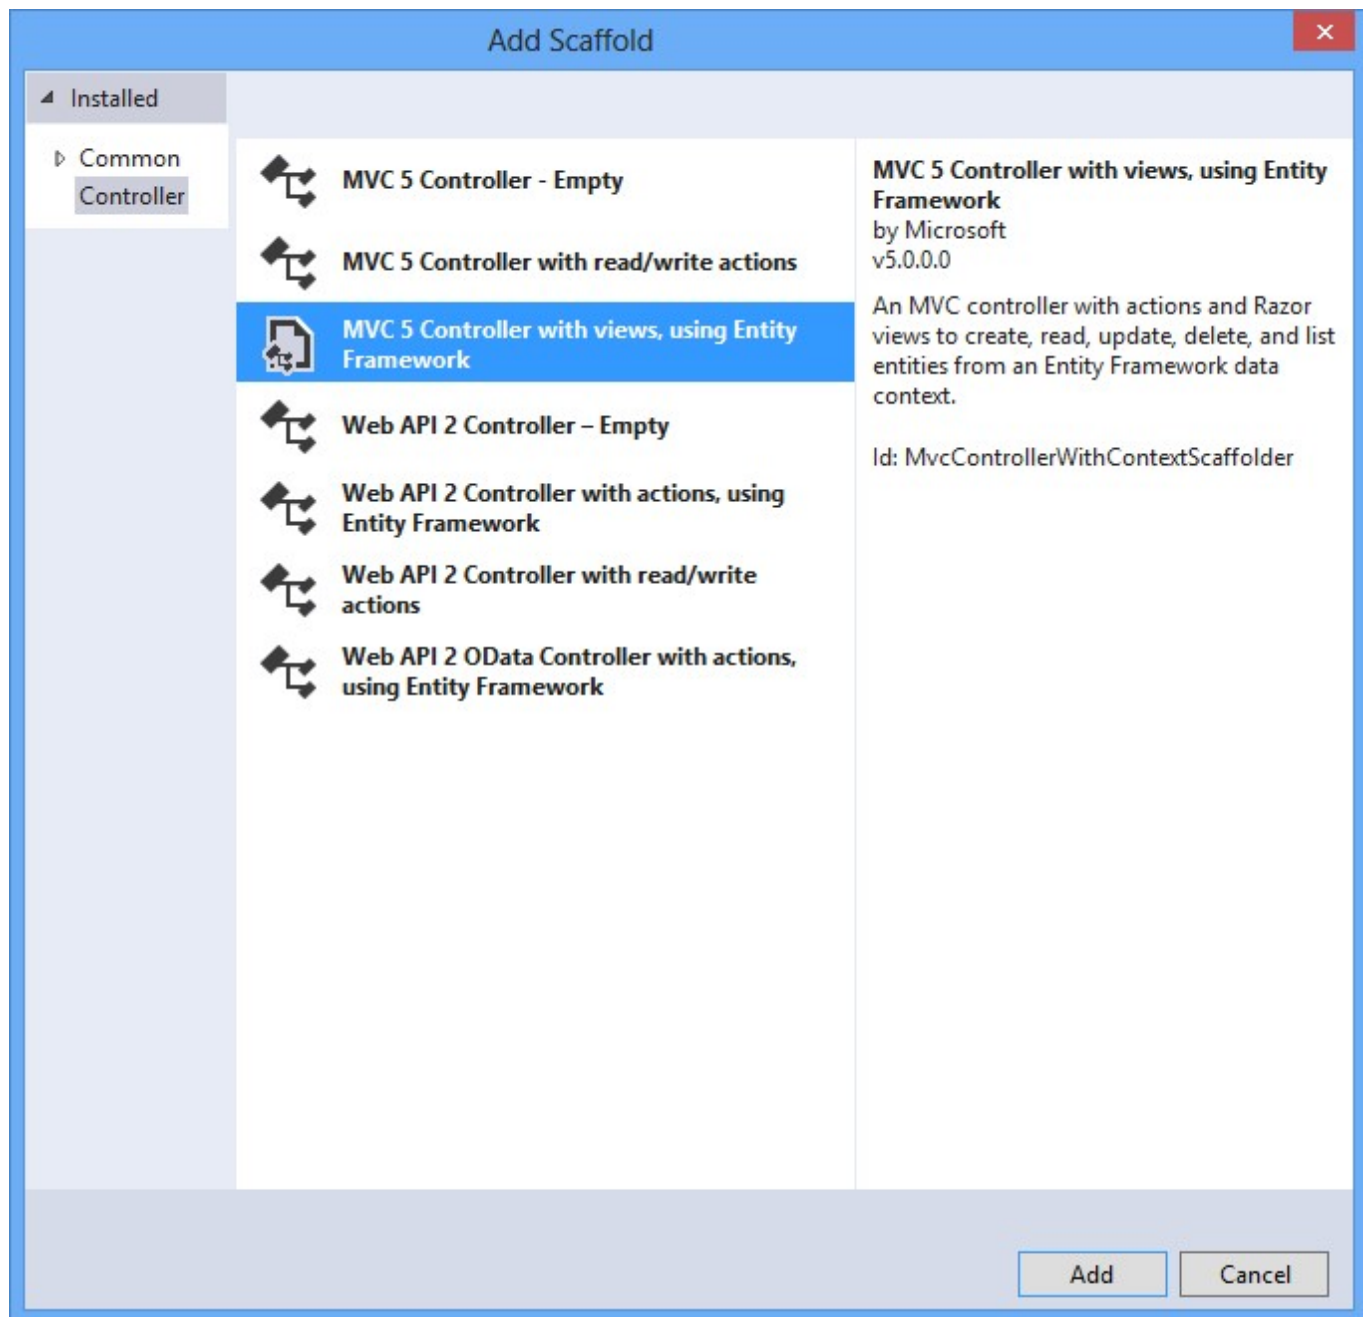 Add Scaffold
Installed
Common
Controller
MVC 5 Controller - Empty
MVC 5 Controller with read/write actions
MVC 5 Controller with views, using Entity
Framework
Web API 2 Controller – Empty
Web API 2 Controller with actions, using
Entity Framework
Web API 2 Controller with read/write
actions
Web API 2 OData Controller with actions,
using Entity Framework
MVC 5 Controller with views, using Entity
Framework
by Microsoft
v5.0.0.0
An MVC controller with actions and Razor
views to create, read, update, delete, and list
entities from an Entity Framework data
context.
Id: MvcControllerWithContextScaffolder
Add
Cancel